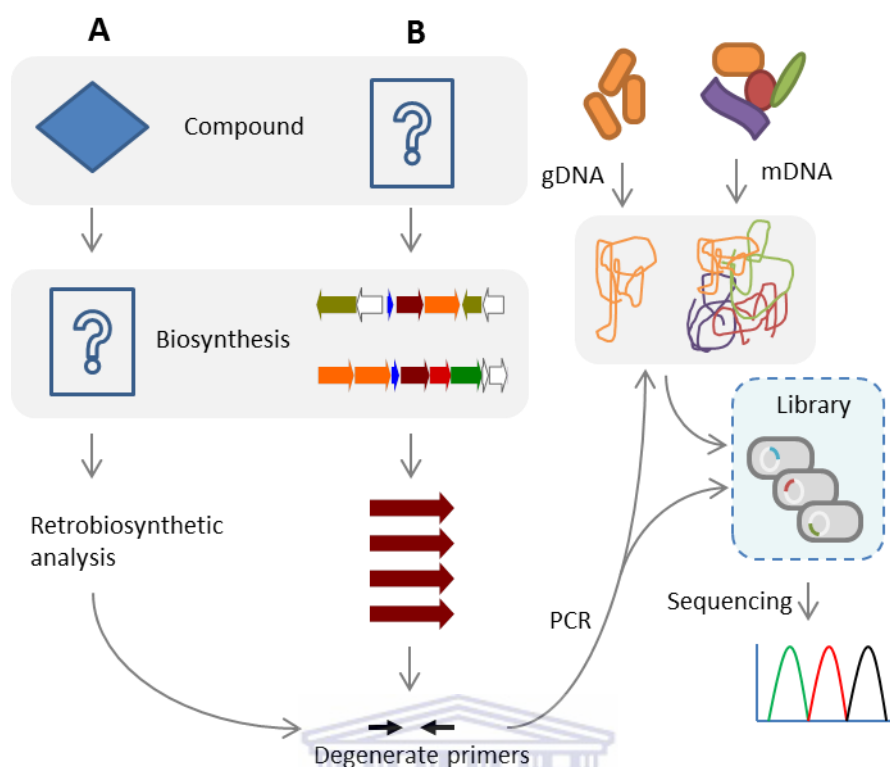 A
B
Compound
?
gDNA
mDNA
?
Biosynthesis
Library
Retrobiosynthetic
analysis
PCR
Sequencing
Degenerate primers